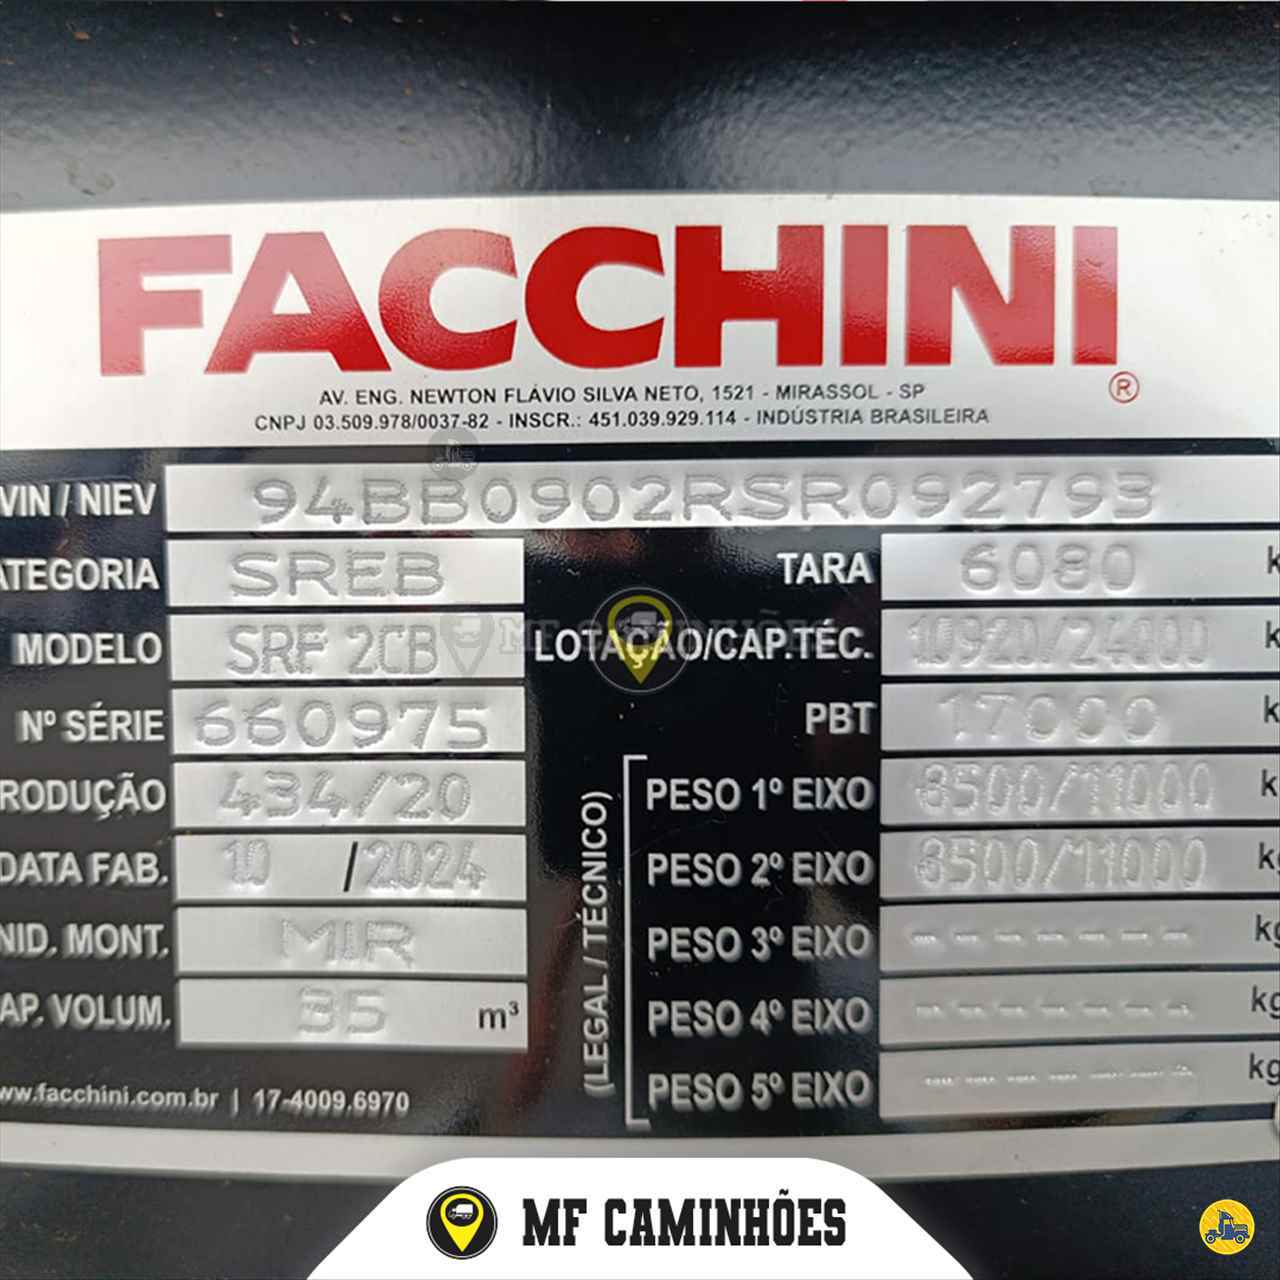 FACCHINI
®
AV. ENG. NEWTON FLÁVIO SILVA NETO, 1521 - MIRASSOL - SP
CNPJ 03.509.978/0037-82 - INSCR.: 451.039.929.114 - INDÚSTRIA BRASILEIRA
VIN / NIEV 94BB0902RSR092793
ATEGORIA SREB TARA 6080 k
MODELO SRF 2CB LOTAÇÃO/CAP.TÉC. 10920/24000 k
Nº SÉRIE 660975 PBT 17000 k
RODUÇÃO 434/20 PESO 1º EIXO 8500/11000 k
DATA FAB. 10 / 2024 PESO 2º EIXO 8500/11000 kg
NID. MONT. MIR PESO 3º EIXO ------- kg
AP. VOLUM. 35 m³ PESO 4º EIXO ------- kg
PESO 5º EIXO ------- kg
(LEGAL / TÉCNICO)
www.facchini.com.br | 17-4009.6970
MF CAMINHÕES
MF CAMINHÕES